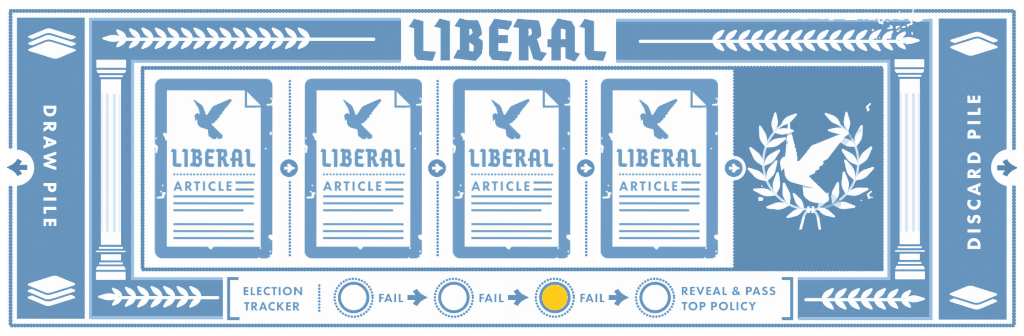 LIBERAL
DRAW PILE
LIBERAL
ARTICLE
LIBERAL
ARTICLE
LIBERAL
ARTICLE
LIBERAL
ARTICLE
DISCARD PILE
ELECTION
TRACKER
FAIL
FAIL
FAIL
REVEAL & PASS
TOP POLICY